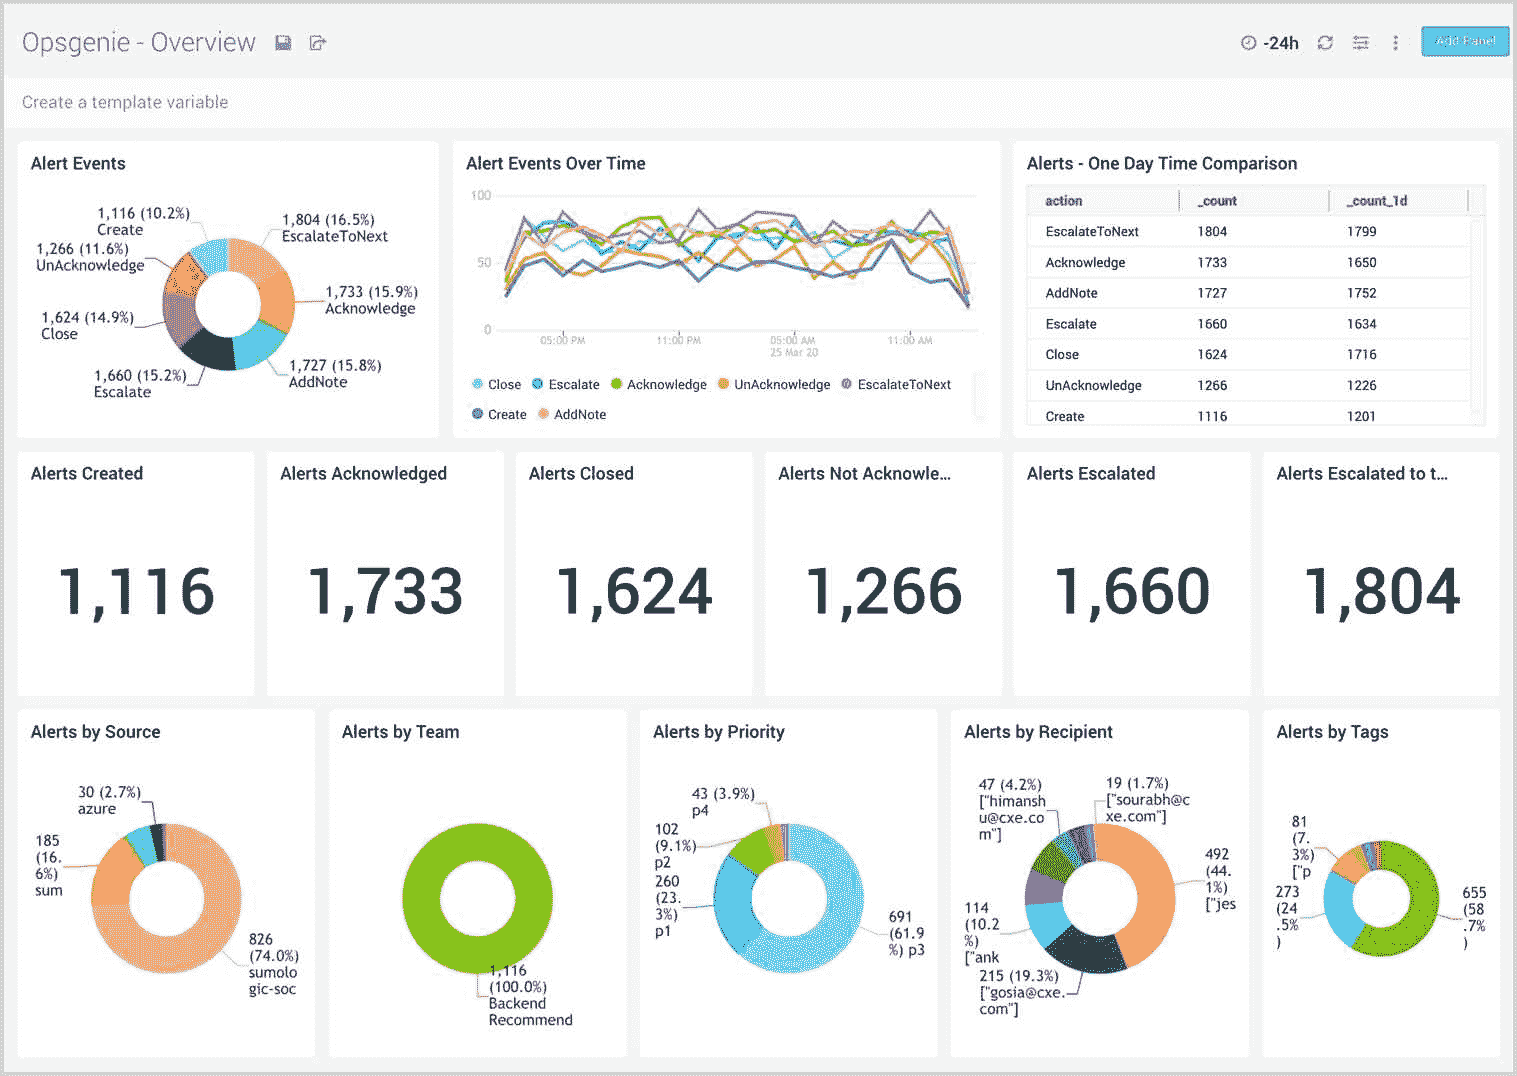 Opsgenie - Overview
-24h
Add Panel
Create a template variable
Alert Events
1,116 (10.2%)
Create
1,804 (16.5%)
EscalateToNext
1,266 (11.6%)
UnAcknowledge
1,733 (15.9%)
Acknowledge
1,624 (14.9%)
Close
1,727 (15.8%)
AddNote
1,660 (15.2%)
Escalate
Alert Events Over Time
100
50
0
05:00 PM
11:00 PM
05:00 AM
25 Mar 20
11:00 AM
Close Escalate Acknowledge UnAcknowledge EscalateToNext
Create AddNote
Alerts - One Day Time Comparison
action _count _count_1d
EscalateToNext 1804 1799
Acknowledge 1733 1650
AddNote 1727 1752
Escalate 1660 1634
Close 1624 1716
UnAcknowledge 1266 1226
Create 1116 1201
Alerts Created
1,116
Alerts Acknowledged
1,733
Alerts Closed
1,624
Alerts Not Acknowle...
1,266
Alerts Escalated
1,660
Alerts Escalated to t...
1,804
Alerts by Source
30 (2.7%)
azure
185
(16.
6%)
sum
826
(74.0%)
sumolo
gic-soc
Alerts by Team
1,116
(100.0%)
Backend
Recommend
Alerts by Priority
43 (3.9%)
p4
102
(9.1%)
p2
260
(23.
3%)
p1
691
(61.9
%) p3
Alerts by Recipient
47 (4.2%)
["himansh
u@cxe.co
m"]
19 (1.7%)
["sourabh@c
xe.com"]
492
(44.
1%)
["jes
114
(10.2
%)
["ank
215 (19.3%)
["gosia@cxe.
com"]
Alerts by Tags
81
(7.
3%)
["p
273
(24
.5%
)
655
(58
.7%
)